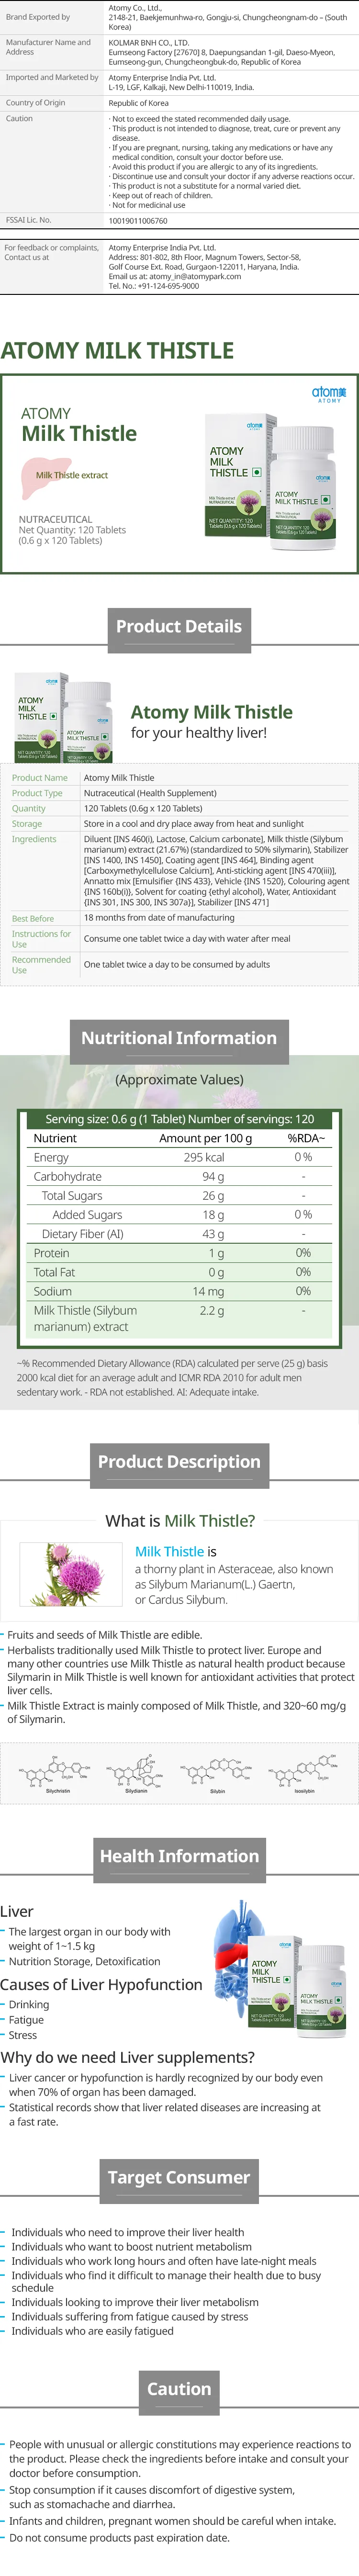 Brand Exported by
Atomy Co., Ltd.,
2148-21, Baekjemunhwa-ro, Gongju-si, Chungcheongnam-do – (South
Korea)
Manufacturer Name and
Address
KOLMAR BNH CO., LTD.
Eumseong Factory [27670] 8, Daepungsandan 1-gil, Daeso-Myeon,
Eumseong-gun, Chungcheongbuk-do, Republic of Korea
Imported and Marketed by
Atomy Enterprise India Pvt. Ltd.
L-19, LGF, Kalkaji, New Delhi-110019, India.
Country of Origin
Republic of Korea
Caution
· Not to exceed the stated recommended daily usage.
· This product is not intended to diagnose, treat, cure or prevent any
disease.
· If you are pregnant, nursing, taking any medications or have any
medical condition, consult your doctor before use.
· Avoid this product if you are allergic to any of its ingredients.
· Discontinue use and consult your doctor if any adverse reactions occur.
· This product is not a substitute for a normal varied diet.
· Keep out of reach of children.
· Not for medicinal use
FSSAI Lic. No.
10019011006760
For feedback or complaints,
Contact us at
Atomy Enterprise India Pvt. Ltd.
Address: 801-802, 8th Floor, Magnum Towers, Sector-58,
Golf Course Ext. Road, Gurgaon-122011, Haryana, India.
Email us at: atomy_in@atomypark.com
Tel. No.: +91-124-695-9000
ATOMY MILK THISTLE
atom美
ATOMY
ATOMY
Milk Thistle
Milk Thistle extract
NUTRACEUTICAL
Net Quantity: 120 Tablets
(0.6 g x 120 Tablets)
ATOMY
MILK
THISTLE
Milk Thistle extract
NUTRACEUTICAL
NET QUANTITY: 120
Tablets (0.6 g x 120 Tablets)
ATOMY
MILK THISTLE
NET QUANTITY: 120
Product Details
ATOMY
MILK
THISTLE
ATOMY
MILK THISTLE
Atomy Milk Thistle
for your healthy liver!
Product Name
Atomy Milk Thistle
Product Type
Nutraceutical (Health Supplement)
Quantity
120 Tablets (0.6g x 120 Tablets)
Storage
Store in a cool and dry place away from heat and sunlight
Ingredients
Diluent [INS 460(i), Lactose, Calcium carbonate], Milk thistle (Silybum
marianum) extract (21.67%) (standardized to 50% silymarin), Stabilizer
[INS 1400, INS 1450], Coating agent [INS 464], Binding agent
[Carboxymethylcellulose Calcium], Anti-sticking agent [INS 470(iii)],
Annatto mix [Emulsifier {INS 433}, Vehicle {INS 1520}, Colouring agent
{INS 160b(i)}, Solvent for coating {ethyl alcohol}, Water, Antioxidant
{INS 301, INS 300, INS 307a}], Stabilizer [INS 471]
Best Before
18 months from date of manufacturing
Instructions for
Use
Consume one tablet twice a day with water after meal
Recommended
Use
One tablet twice a day to be consumed by adults
Nutritional Information
(Approximate Values)
Serving size: 0.6 g (1 Tablet) Number of servings: 120
Nutrient Amount per 100 g %RDA~
Energy 295 kcal 0 %
Carbohydrate 94 g -
Total Sugars 26 g -
Added Sugars 18 g 0 %
Dietary Fiber (AI) 43 g -
Protein 1 g 0%
Total Fat 0 g 0%
Sodium 14 mg 0%
Milk Thistle (Silybum
marianum) extract 2.2 g -
~% Recommended Dietary Allowance (RDA) calculated per serve (25 g) basis
2000 kcal diet for an average adult and ICMR RDA 2010 for adult men
sedentary work. - RDA not established. AI: Adequate intake.
Product Description
What is Milk Thistle?
Milk Thistle is
a thorny plant in Asteraceae, also known
as Silybum Marianum(L.) Gaertn,
or Cardus Silybum.
- Fruits and seeds of Milk Thistle are edible.
- Herbalists traditionally used Milk Thistle to protect liver. Europe and
many other countries use Milk Thistle as natural health product because
Silymarin in Milk Thistle is well known for antioxidant activities that protect
liver cells.
- Milk Thistle Extract is mainly composed of Milk Thistle, and 320~60 mg/g
of Silymarin.
Silychristin
Silydianin
Silybin
Isosilybin
Health Information
Liver
- The largest organ in our body with
weight of 1~1.5 kg
- Nutrition Storage, Detoxification
Causes of Liver Hypofunction
- Drinking
- Fatigue
- Stress
ATOMY
MILK
THISTLE
ATOMY
MILK THISTLE
Why do we need Liver supplements?
- Liver cancer or hypofunction is hardly recognized by our body even
when 70% of organ has been damaged.
- Statistical records show that liver related diseases are increasing at
a fast rate.
Target Consumer
- Individuals who need to improve their liver health
- Individuals who want to boost nutrient metabolism
- Individuals who work long hours and often have late-night meals
- Individuals who find it difficult to manage their health due to busy
schedule
- Individuals looking to improve their liver metabolism
- Individuals suffering from fatigue caused by stress
- Individuals who are easily fatigued
Caution
- People with unusual or allergic constitutions may experience reactions to
the product. Please check the ingredients before intake and consult your
doctor before consumption.
- Stop consumption if it causes discomfort of digestive system,
such as stomachache and diarrhea.
- Infants and children, pregnant women should be careful when intake.
- Do not consume products past expiration date.